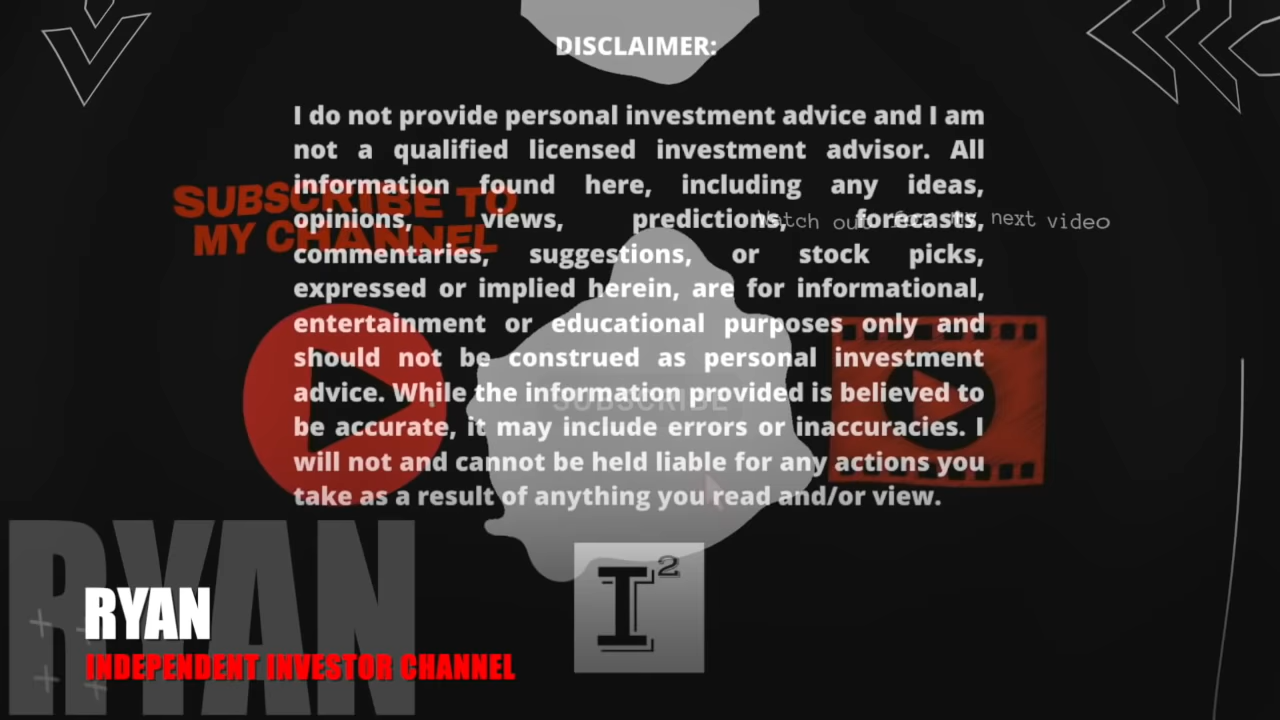 DISCLAIMER:
I do not provide personal investment advice and I am
not a qualified licensed investment advisor. All
information found here, including any ideas,
opinions, views, predictions, forecasts,
commentaries, suggestions, or stock picks,
expressed or implied herein, are for informational,
entertainment or educational purposes only and
should not be construed as personal investment
advice. While the information provided is believed to
be accurate, it may include errors or inaccuracies. I
will not and cannot be held liable for any actions you
take as a result of anything you read and/or view.
SUBSCRIBE TO
MY CHANNEL
Watch out for my next video
SUBSCRIBE
I²
RYAN
RYAN
INDEPENDENT INVESTOR CHANNEL